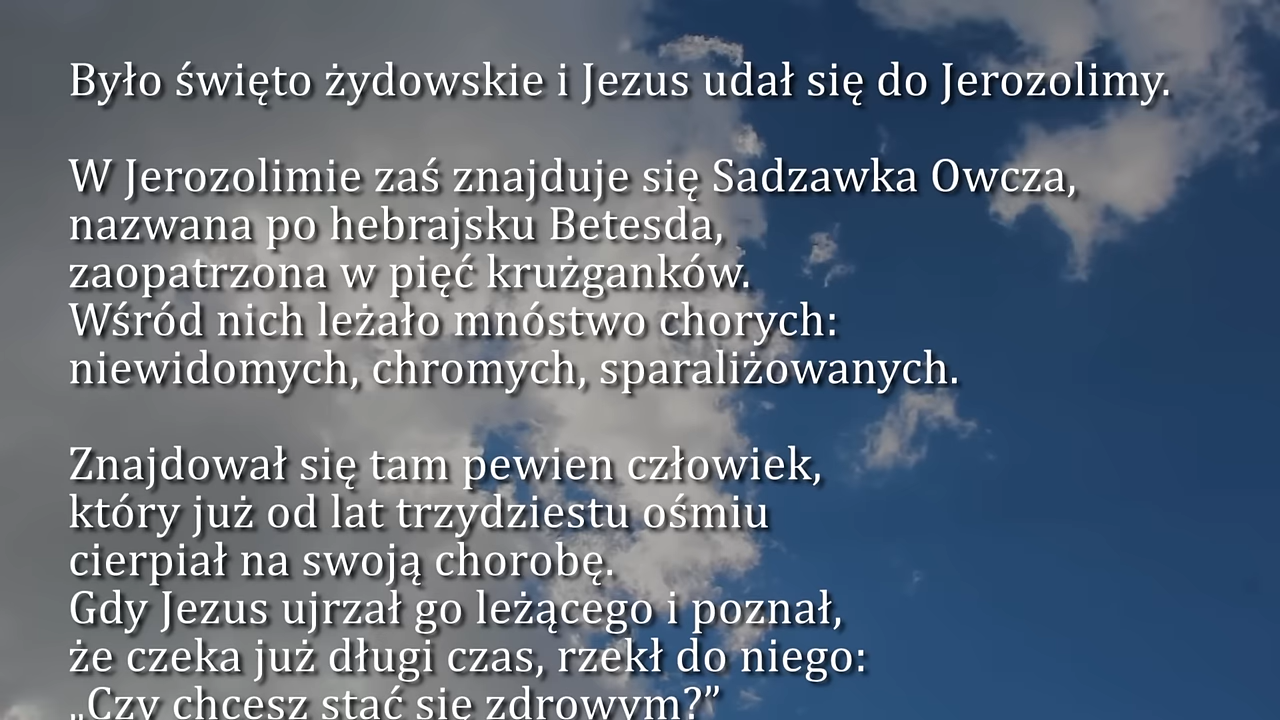 Było święto żydowskie i Jezus udał się do Jerozolimy.
W Jerozolimie zaś znajduje się Sadzawka Owcza,
nazwana po hebrajsku Betesda,
zaopatrzona w pięć krużganków.
Wśród nich leżało mnóstwo chorych:
niewidomych, chromych, sparaliżowanych.
Znajdował się tam pewien człowiek,
który już od lat trzydziestu ośmiu
cierpiał na swoją chorobę.
Gdy Jezus ujrzał go leżącego i poznał,
że czeka już długi czas, rzekł do niego:
„Czy chcesz stać się zdrowym?”